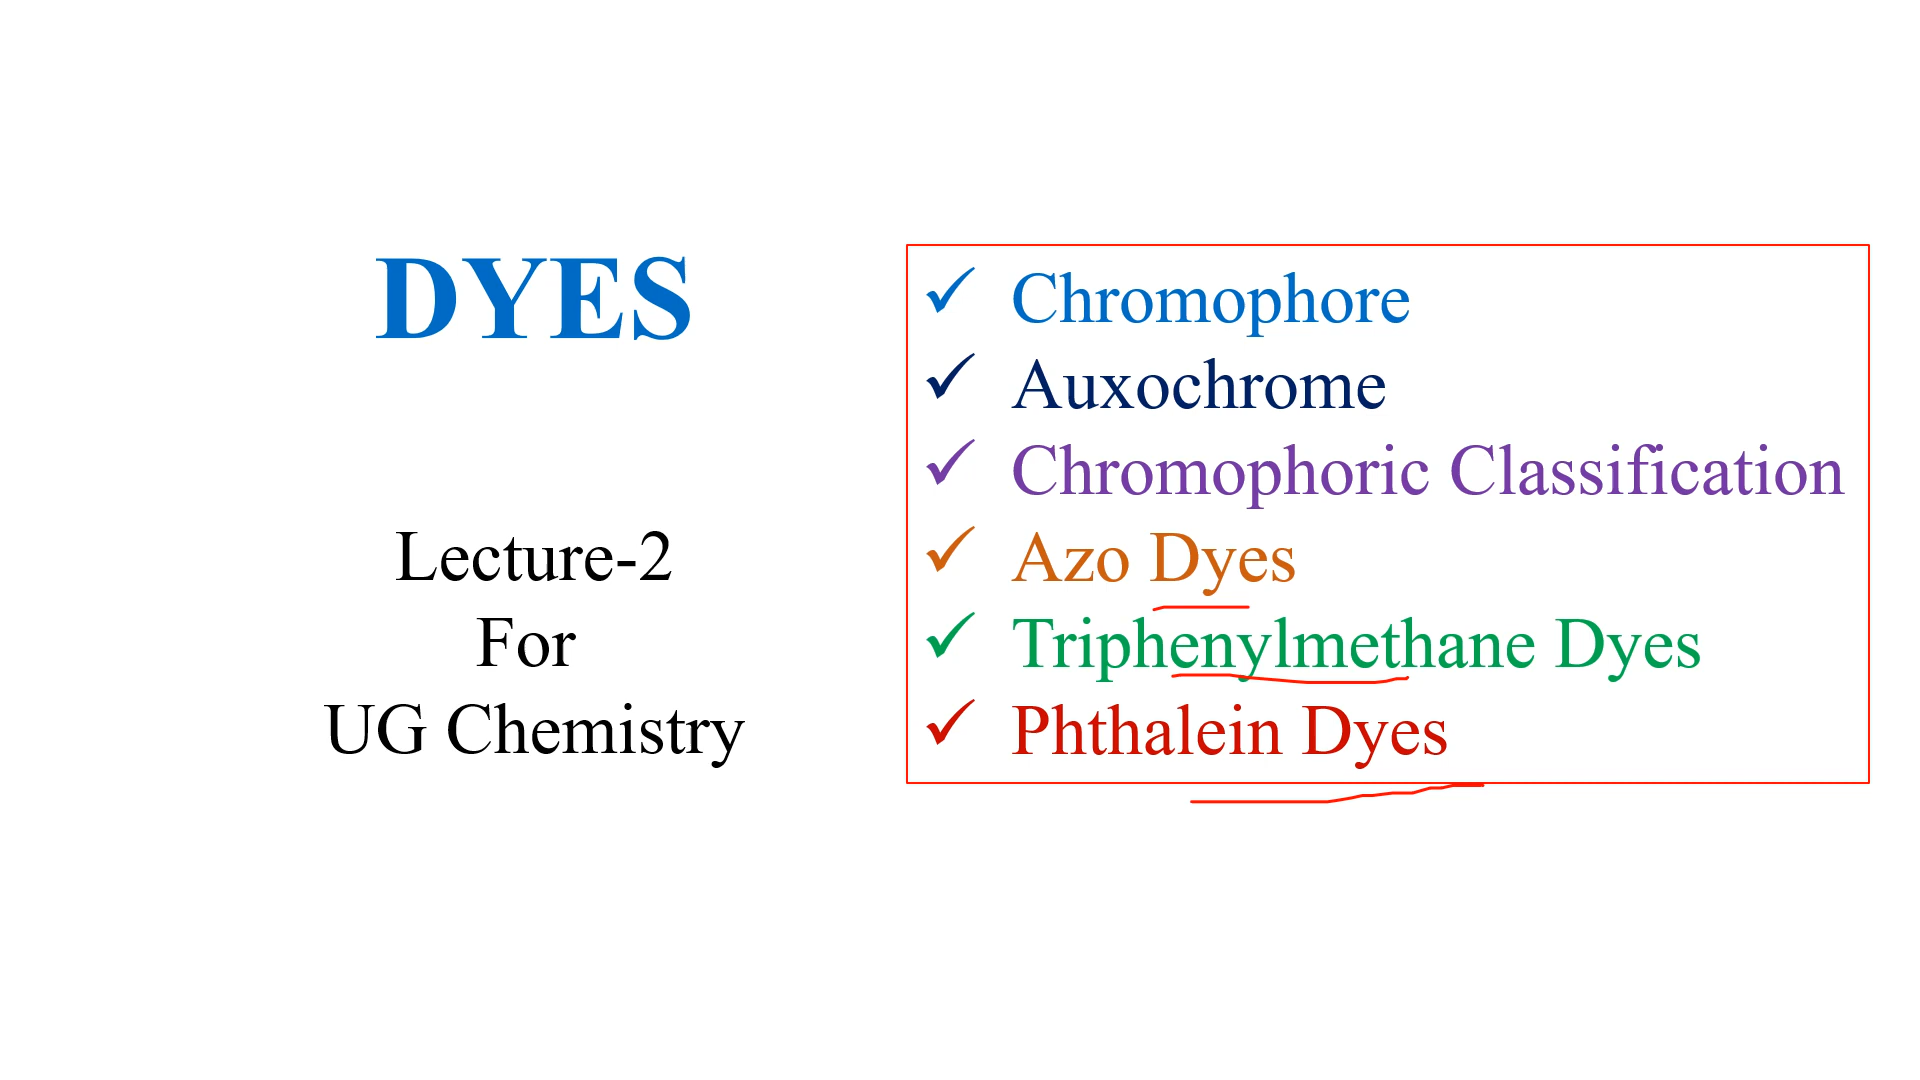 DYES
Lecture-2
For
UG Chemistry
✓ Chromophore
✓ Auxochrome
✓ Chromophoric Classification
✓ Azo Dyes
✓ Triphenylmethane Dyes
✓ Phthalein Dyes